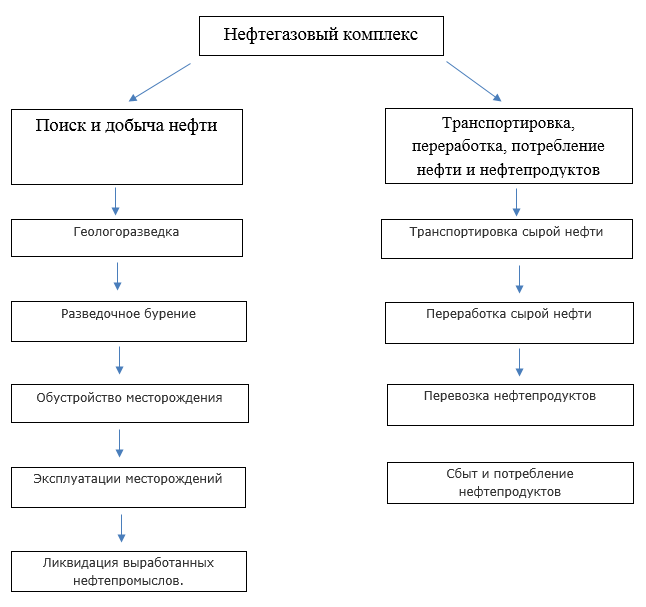 Нефтегазовый комплекс
Поиск и добыча нефти
Геологоразведка
Разведочное бурение
Обустройство месторождения
Эксплуатации месторождений
Ликвидация выработанных
нефтепромыслов.
Транспортировка,
переработка, потребление
нефти и нефтепродуктов
Транспортировка сырой нефти
Переработка сырой нефти
Перевозка нефтепродуктов
Сбыт и потребление
нефтепродуктов